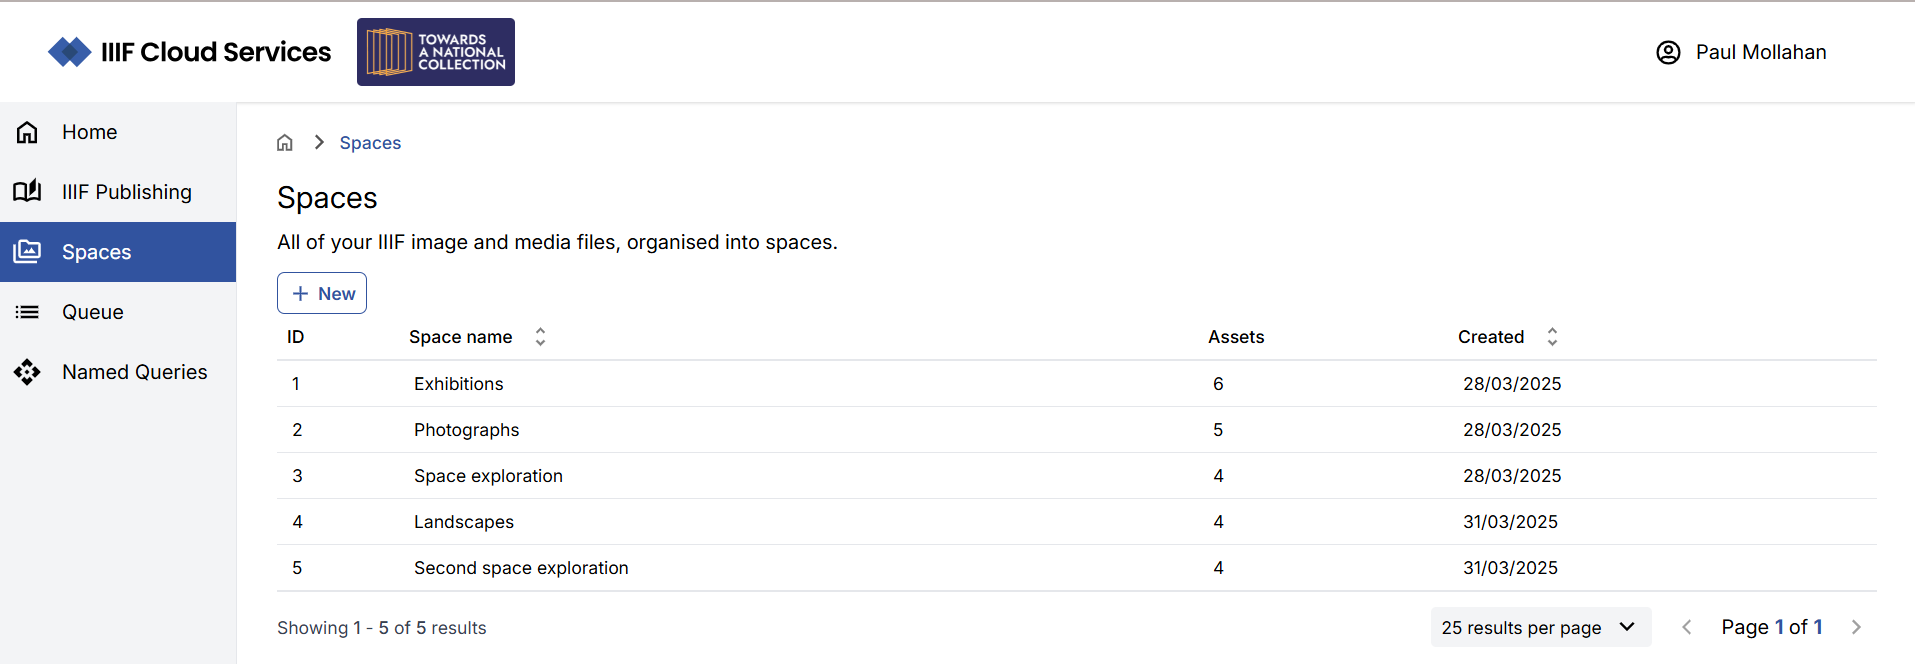 IIIF Cloud Services
TOWARDS
A NATIONAL
COLLECTION
Paul Mollahan
Home
IIIF Publishing
Spaces
Queue
Named Queries
Spaces
Spaces
All of your IIIF image and media files, organised into spaces.
New
ID Space name Assets Created
1 Exhibitions 6 28/03/2025
2 Photographs 5 28/03/2025
3 Space exploration 4 28/03/2025
4 Landscapes 4 31/03/2025
5 Second space exploration 4 31/03/2025
Showing 1 - 5 of 5 results
25 results per page
Page 1 of 1